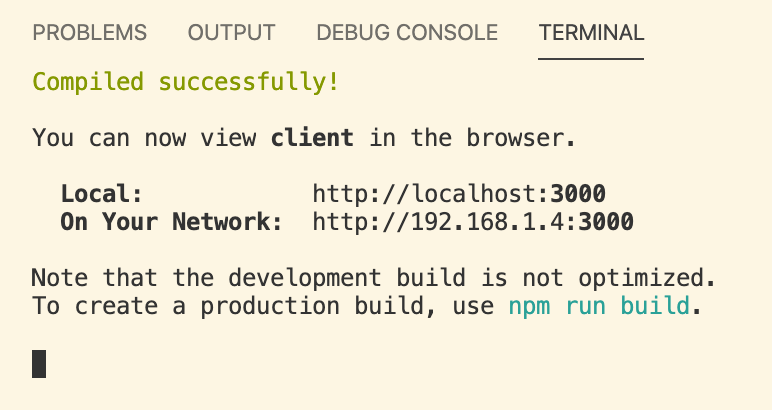 PROBLEMS OUTPUT DEBUG CONSOLE TERMINAL
Compiled successfully!
You can now view client in the browser.
Local: http://localhost:3000
On Your Network: http://192.168.1.4:3000
Note that the development build is not optimized.
To create a production build, use npm run build.